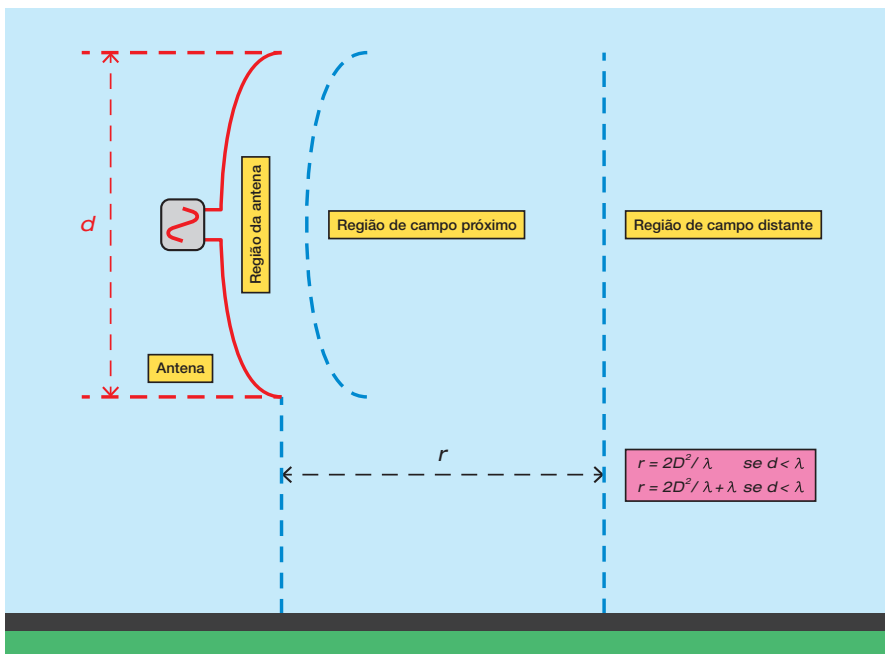 d
Região da antena
Região de campo próximo
Região de campo distante
Antena
r
r = 2D²/ λ se d < λ
r = 2D²/ λ + λ se d < λ